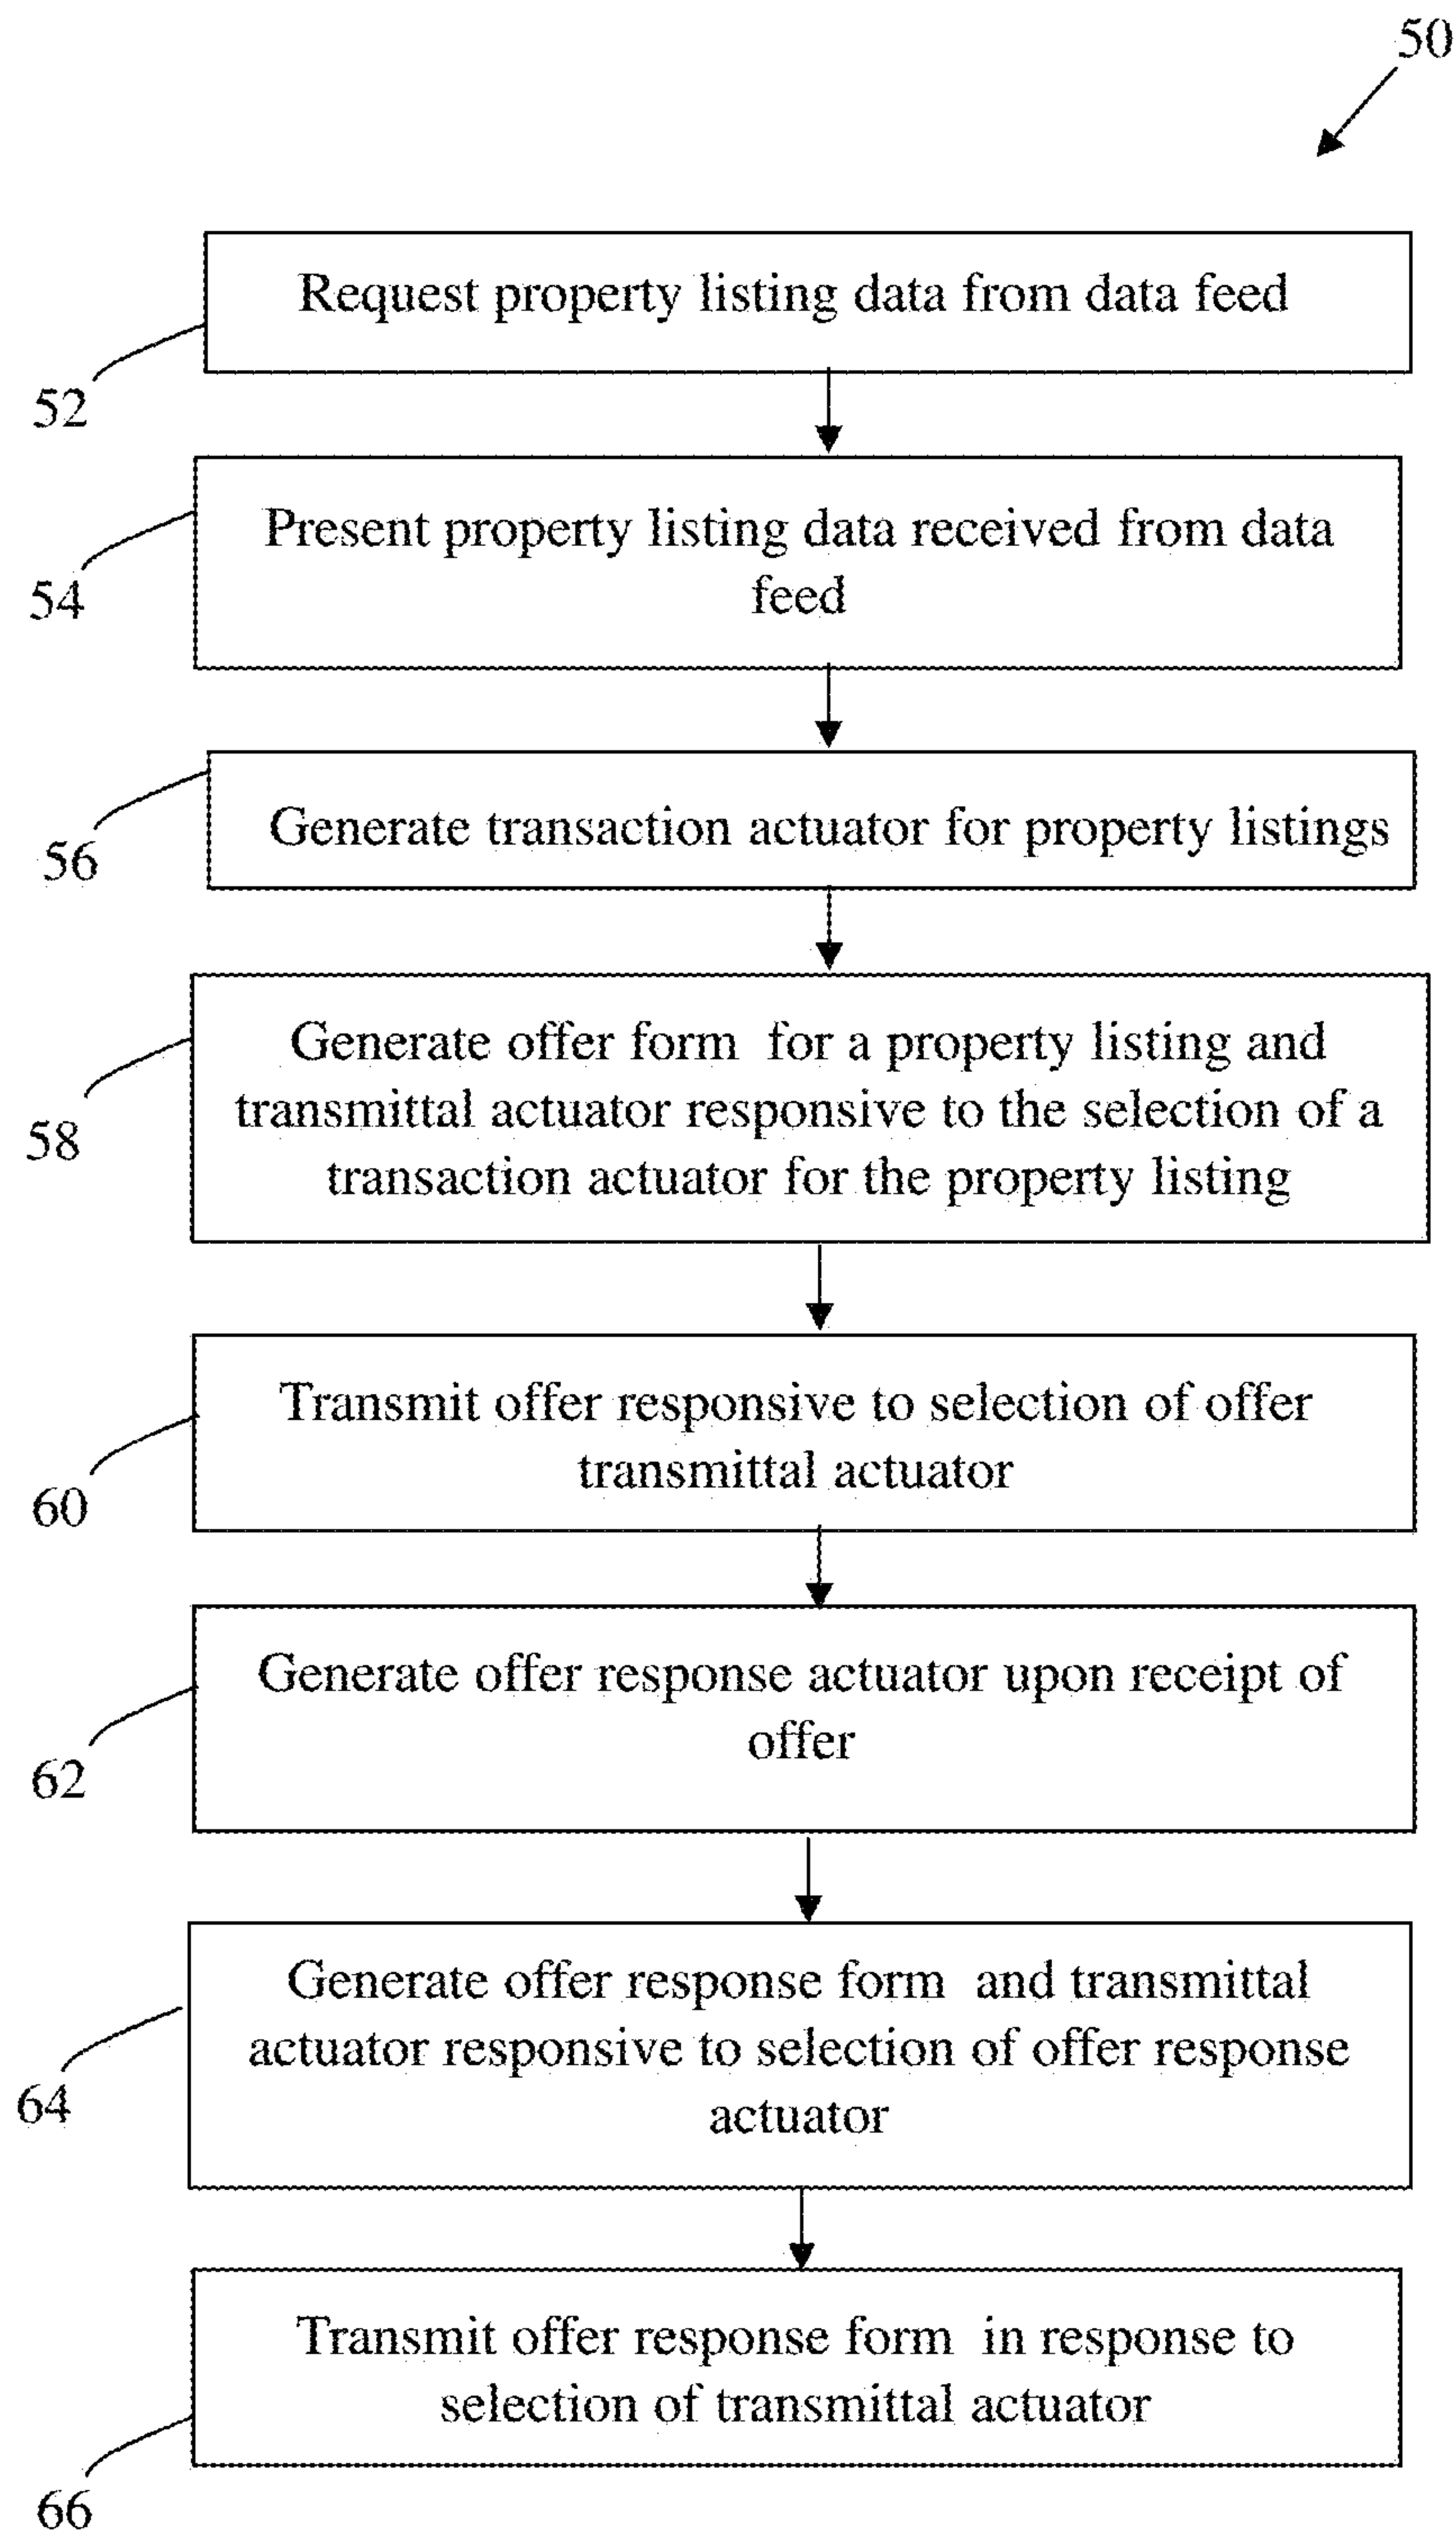 50
Request property listing data from data feed
52
Present property listing data received from data
feed
54
Generate transaction actuator for property listings
56
Generate offer form for a property listing and
transmittal actuator responsive to the selection of a
transaction actuator for the property listing
58
Transmit offer responsive to selection of offer
transmittal actuator
60
Generate offer response actuator upon receipt of
offer
62
Generate offer response form and transmittal
actuator responsive to selection of offer response
actuator
64
Transmit offer response form in response to
selection of transmittal actuator
66